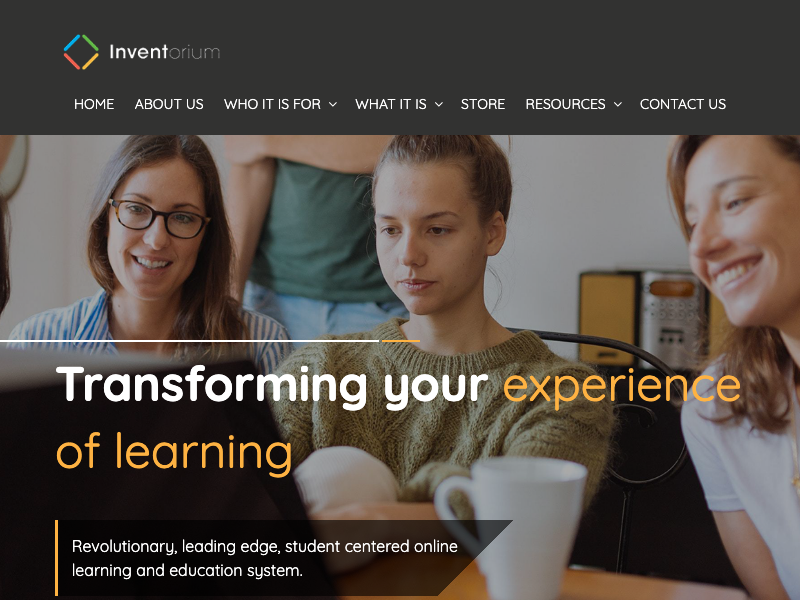 Inventorium
HOME ABOUT US WHO IT IS FOR WHAT IT IS STORE RESOURCES CONTACT US
Transforming your experience
of learning
Revolutionary, leading edge, student centered online
learning and education system.